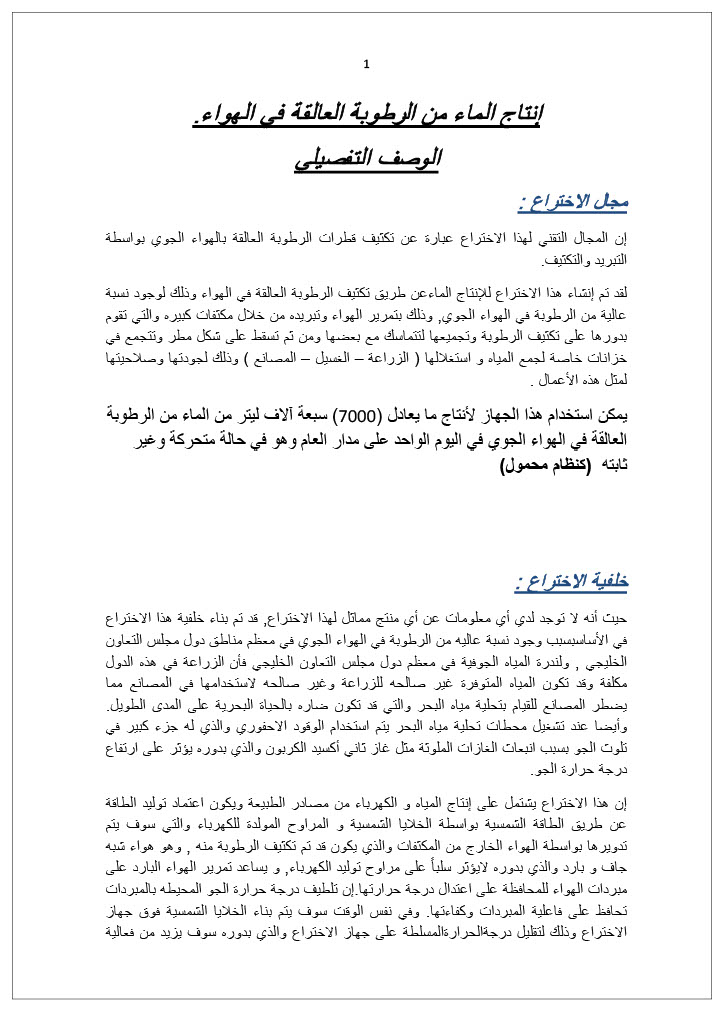 1
إنتاج الماء من الرطوبة العالقة في الهواء.
الوصف التفصيلي
مجال الاختراع :
إن المجال التقني لهذا الاختراع عبارة عن تكثيف قطرات الرطوبة العالقة بالهواء الجوي بواسطة
التبريد والتكثيف.
لقد تم إنشاء هذا الاختراع للإنتاج الماءعن طريق تكثيف الرطوبة العالقة في الهواء وذلك لوجود نسبة
عالية من الرطوبة في الهواء الجوي, وذلك بتمرير الهواء وتبريده من خلال مكثفات كبيره والتي تقوم
بدورها على تكثيف الرطوبة وتجميعها لتتماسك مع بعضها ومن ثم تسقط على شكل مطر وتتجمع في
خزانات خاصة لجمع المياه و استغلالها ( الزراعة – الغسيل – المصانع ) وذلك لجودتها وصلاحيتها
لمثل هذه الأعمال .
يمكن استخدام هذا الجهاز لأنتاج ما يعادل (7000) سبعة آلاف ليتر من الماء من الرطوبة
العالقة في الهواء الجوي في اليوم الواحد على مدار العام وهو في حالة متحركة وغير
ثابته (كنظام محمول)
خلفية الاختراع :
حيث أنه لا توجد لدي أي معلومات عن أي منتج مماثل لهذا الاختراع, قد تم بناء خلفية هذا الاختراع
في الأساسبسبب وجود نسبة عاليه من الرطوبة في الهواء الجوي في معظم مناطق دول مجلس التعاون
الخليجي , ولندرة المياه الجوفية في معظم دول مجلس التعاون الخليجي فأن الزراعة في هذه الدول
مكلفة وقد تكون المياه المتوفرة غير صالحه للزراعة وغير صالحه لاستخدامها في المصانع مما
يضطر المصانع للقيام بتحلية مياه البحر والتي قد تكون ضاره بالحياة البحرية على المدى الطويل.
وأيضا عند تشغيل محطات تحلية مياه البحر يتم استخدام الوقود الاحفوري والذي له جزء كبير في
تلوث الجو بسبب انبعاث الغازات الملوثة مثل غاز ثاني أكسيد الكربون والذي بدوره يؤثر على ارتفاع
درجة حرارة الجو.
إن هذا الاختراع يشتمل على إنتاج المياه و الكهرباء من مصادر الطبيعة ويكون اعتماد توليد الطاقة
عن طريق الطاقة الشمسية بواسطة الخلايا الشمسية و المراوح المولدة للكهرباء والتي سوف يتم
تدويرها بواسطة الهواء الخارج من المكثفات والذي يكون قد تم تكثيف الرطوبة منه , وهو هواء شبه
جاف و بارد والذي بدوره لايؤثر سلباً على مراوح توليد الكهرباء, و يساعد تمرير الهواء البارد على
مبردات الهواء للمحافظة على اعتدال درجة حرارتها.إن تلطيف درجة حرارة الجو المحيطه بالمبردات
تحافظ على فاعلية المبردات وكفاءتها. وفي نفس الوقت سوف يتم بناء الخلايا الشمسية فوق جهاز
الاختراع وذلك لتقليل درجةالحرارةالمسلطة على جهاز الاختراع والذي بدوره سوف يزيد من فعالية